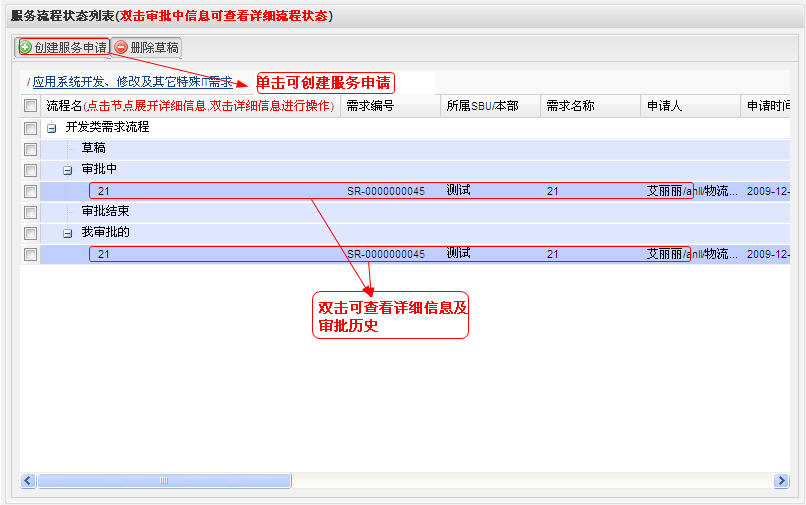 服务流程状态列表(双击审批中信息可查看详细流程状态)
创建服务申请 删除草稿
/ 应用系统开发、修改及其它特殊IT需求
单击可创建服务申请
流程名(点击节点展开详细信息,双击详细信息进行操作) 需求编号 所属SBU/本部 需求名称 申请人 申请时间
开发类需求流程
草稿
审批中
21 SR-0000000045 测试 21 艾丽丽/anll/物流... 2009-12-
审批结束
我审批的
21 SR-0000000045 测试 21 艾丽丽/anll/物流... 2009-12-
双击可查看详细信息及
审批历史